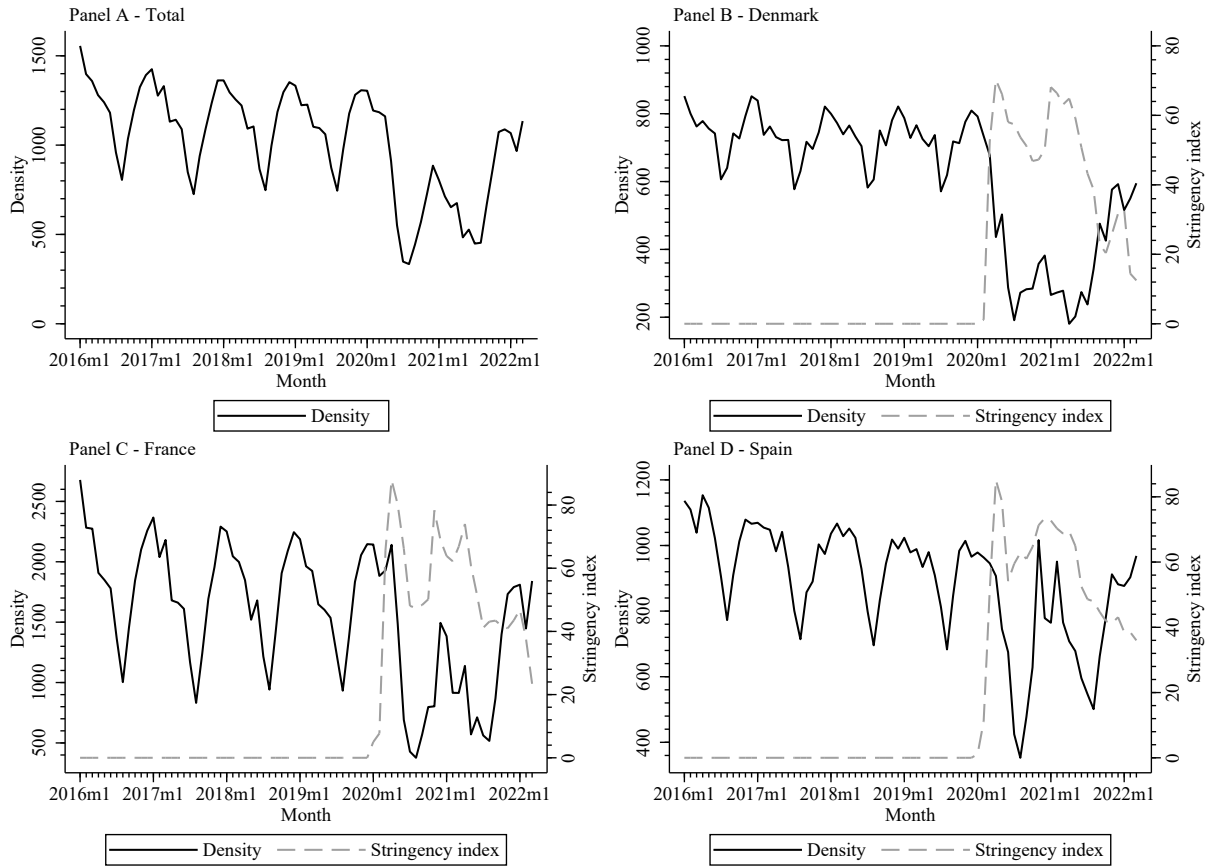 Panel A - Total
Density
1500
1000
500
0
2016m1 2017m1 2018m1 2019m1 2020m1 2021m1 2022m1
Month
Density
Panel B - Denmark
Density
1000
800
600
400
200
Stringency index
80
60
40
20
0
2016m1 2017m1 2018m1 2019m1 2020m1 2021m1 2022m1
Month
Density Stringency index
Panel C - France
Density
2500
2000
1500
1000
500
Stringency index
80
60
40
20
0
2016m1 2017m1 2018m1 2019m1 2020m1 2021m1 2022m1
Month
Density Stringency index
Panel D - Spain
Density
1200
1000
800
600
400
Stringency index
80
60
40
20
0
2016m1 2017m1 2018m1 2019m1 2020m1 2021m1 2022m1
Month
Density Stringency index